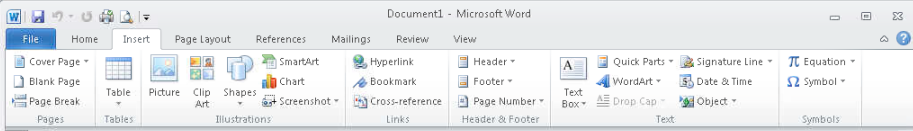 Document1 - Microsoft Word
File Home Insert Page Layout References Mailings Review View
Cover Page
Blank Page
Page Break
Pages
Table
Tables
Picture
Clip Art
Shapes
SmartArt
Chart
Screenshot
Illustrations
Hyperlink
Bookmark
Cross-reference
Links
Header
Footer
Page Number
Header & Footer
Text Box
Quick Parts
WordArt
Drop Cap
Signature Line
Date & Time
Object
Text
Equation
Symbol
Symbols